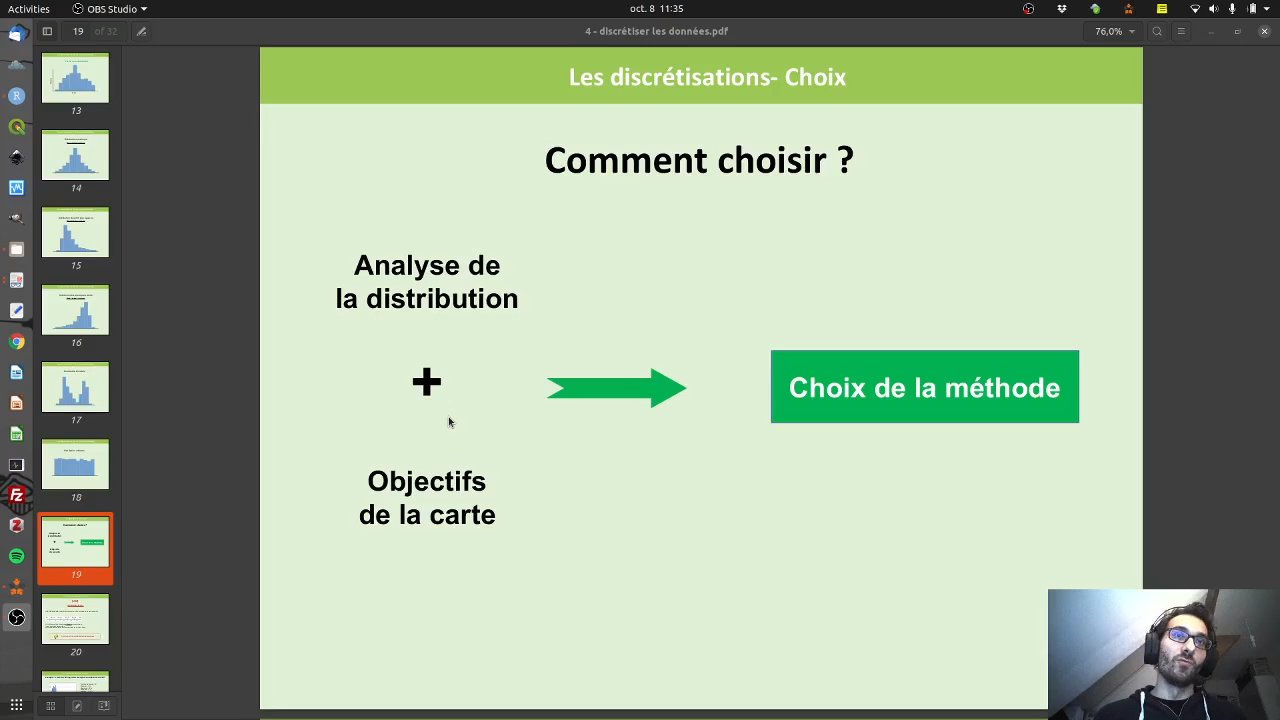 Activities
OBS Studio
oct. 8 11:35
19 of 32
4 - discrétiser les données.pdf
76,0%
Les discrétisations- Choix
Comment choisir ?
Analyse de
la distribution
+
Choix de la méthode
Objectifs
de la carte
13
14
15
16
17
18
19
20